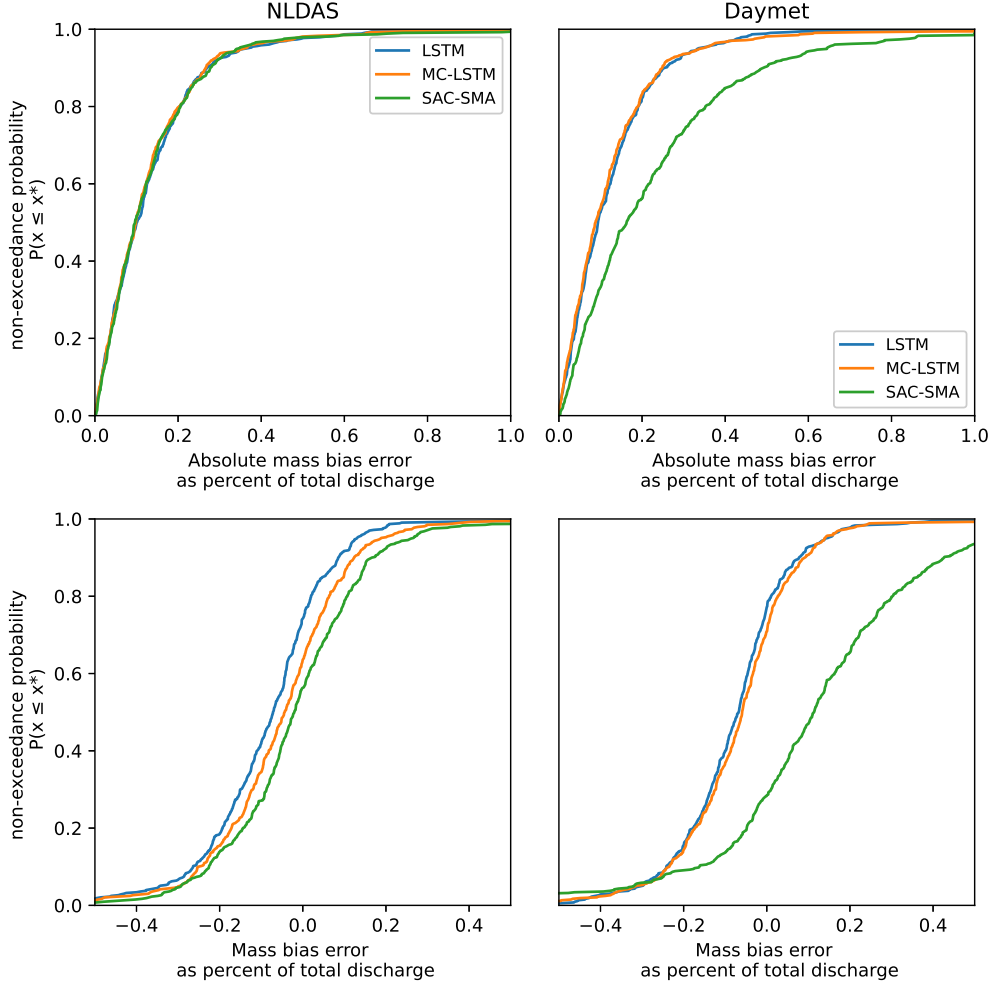 NLDAS
Daymet
non-exceedance probability
P(x ≤ x*)
1.0
0.8
0.6
0.4
0.2
0.0
LSTM
MC-LSTM
SAC-SMA
0.0 0.2 0.4 0.6 0.8 1.0
Absolute mass bias error
as percent of total discharge
LSTM
MC-LSTM
SAC-SMA
0.0 0.2 0.4 0.6 0.8 1.0
Absolute mass bias error
as percent of total discharge
non-exceedance probability
P(x ≤ x*)
1.0
0.8
0.6
0.4
0.2
0.0
−0.4 −0.2 0.0 0.2 0.4
Mass bias error
as percent of total discharge
−0.4 −0.2 0.0 0.2 0.4
Mass bias error
as percent of total discharge